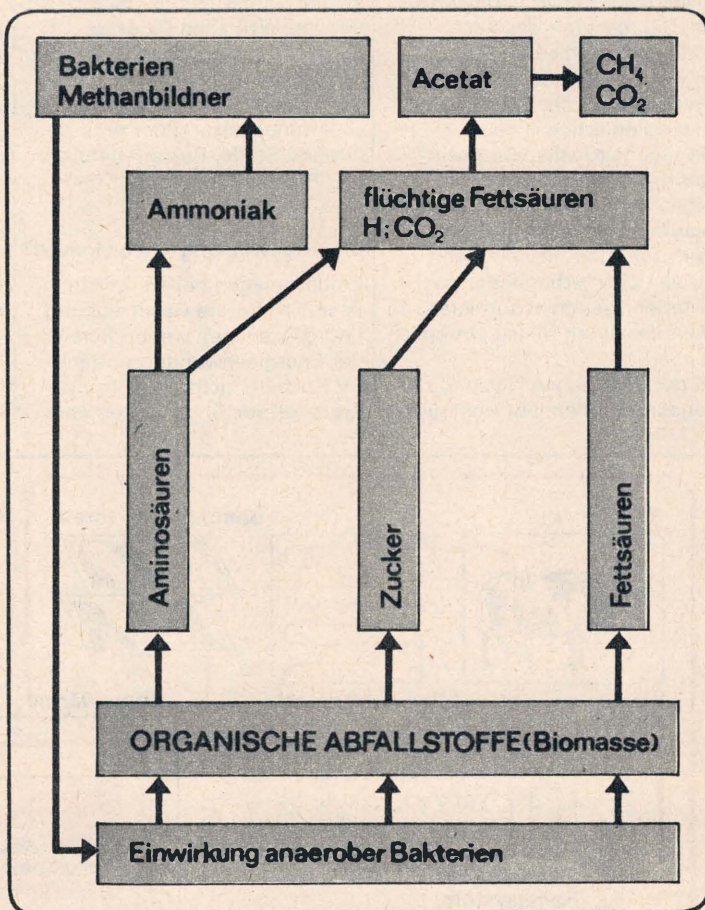 Bakterien
Methanbildner
Acetat
CH₄
CO₂
Ammoniak
flüchtige Fettsäuren
H; CO₂
Aminosäuren
Zucker
Fettsäuren
ORGANISCHE ABFALLSTOFFE (Biomasse)
Einwirkung anaerober Bakterien